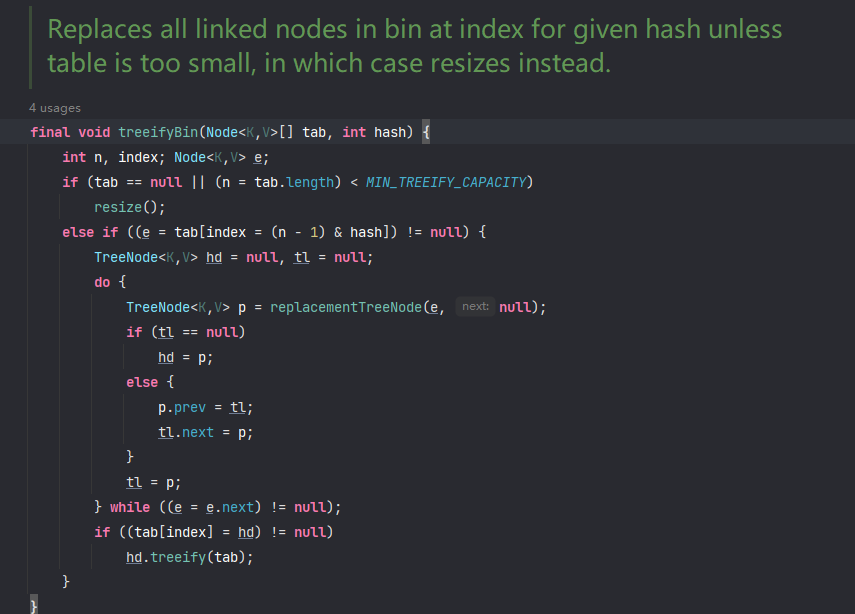 Replaces all linked nodes in bin at index for given hash unless
table is too small, in which case resizes instead.
4 usages
final void treeifyBin(Node<K,V>[] tab, int hash) {
    int n, index; Node<K,V> e;
    if (tab == null || (n = tab.length) < MIN_TREEIFY_CAPACITY)
        resize();
    else if ((e = tab[index = (n - 1) & hash]) != null) {
        TreeNode<K,V> hd = null, tl = null;
        do {
            TreeNode<K,V> p = replacementTreeNode(e, next: null);
            if (tl == null)
                hd = p;
            else {
                p.prev = tl;
                tl.next = p;
            }
            tl = p;
        } while ((e = e.next) != null);
        if ((tab[index] = hd) != null)
            hd.treeify(tab);
    }
}